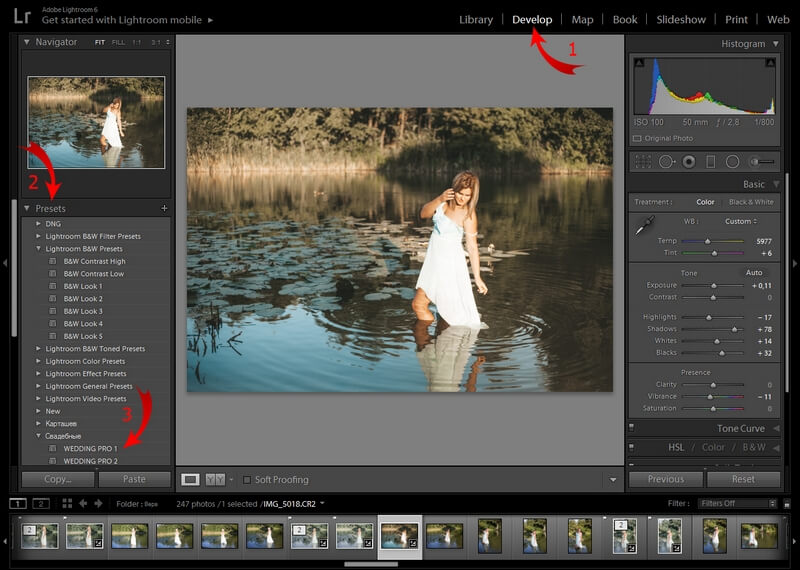 Lr
Adobe Lightroom 6
Get started with Lightroom mobile
Library | Develop | Map | Book | Slideshow | Print | Web
1
Navigator FIT FILL 1:1 3:1
Histogram
ISO 100 50 mm ƒ / 2.8 1/800
Original Photo
2
Presets +
DNG
Lightroom B&W Filter Presets
Lightroom B&W Presets
B&W Contrast High
B&W Contrast Low
B&W Look 1
B&W Look 2
B&W Look 3
B&W Look 4
B&W Look 5
Lightroom B&W Toned Presets
Lightroom Color Presets
Lightroom Effect Presets
Lightroom General Presets
Lightroom Video Presets
New
Карташев
Свадебные
3
WEDDING PRO 1
WEDDING PRO 2
Copy... Paste
Basic
Treatment : Color | Black & White
WB : Custom
Temp 5977
Tint + 6
Tone Auto
Exposure + 0,11
Contrast 0
Highlights − 17
Shadows + 78
Whites + 14
Blacks + 32
Presence
Clarity 0
Vibrance − 11
Saturation 0
Tone Curve
HSL / Color / B & W
Previous Reset
Y Y Soft Proofing
1 2 Folder : Вера 247 photos / 1 selected / IMG_5018.CR2 Filter : Filters Off
2
2
2